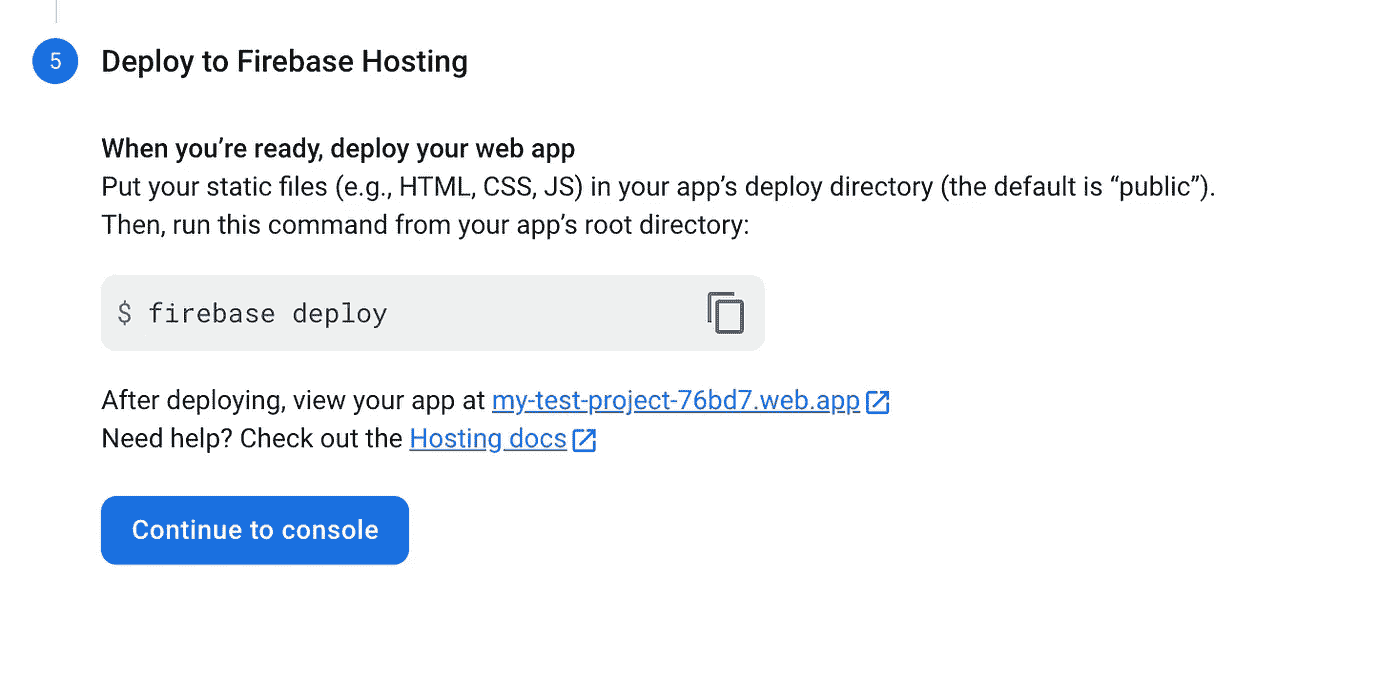 5
Deploy to Firebase Hosting
When you’re ready, deploy your web app
Put your static files (e.g., HTML, CSS, JS) in your app’s deploy directory (the default is “public”).
Then, run this command from your app’s root directory:
$ firebase deploy
After deploying, view your app at my-test-project-76bd7.web.app
Need help? Check out the Hosting docs
Continue to console